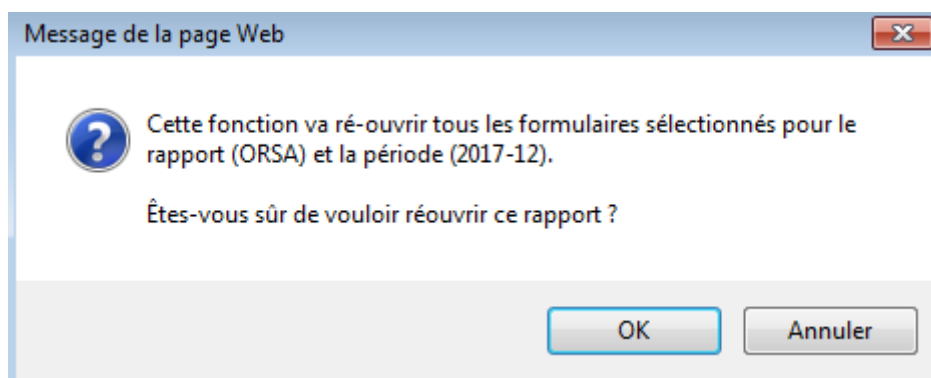 Message de la page Web
Cette fonction va ré-ouvrir tous les formulaires sélectionnés pour le
rapport (ORSA) et la période (2017-12).
Êtes-vous sûr de vouloir réouvrir ce rapport ?
OK
Annuler